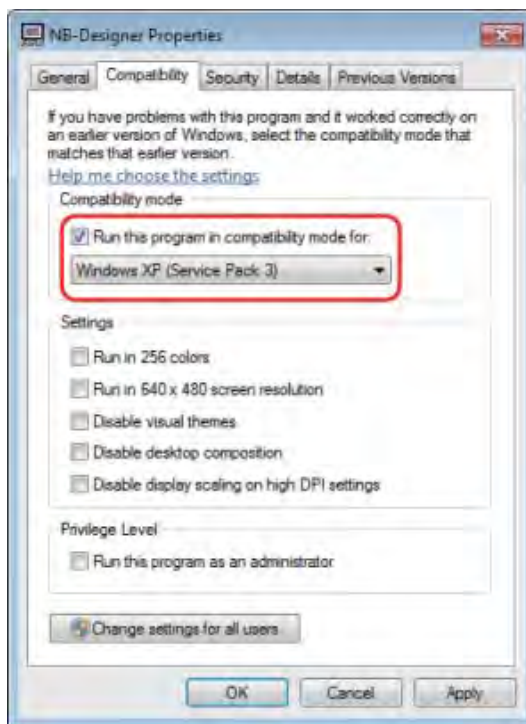 NB-Designer Properties
General Compatibility Security Details Previous Versions
If you have problems with this program and it worked correctly on
an earlier version of Windows, select the compatibility mode that
matches that earlier version.
Help me choose the settings
Compatibility mode
Run this program in compatibility mode for:
Windows XP (Service Pack 3)
Settings
Run in 256 colors
Run in 640 x 480 screen resolution
Disable visual themes
Disable desktop composition
Disable display scaling on high DPI settings
Privilege Level
Run this program as an administrator
Change settings for all users
OK Cancel Apply